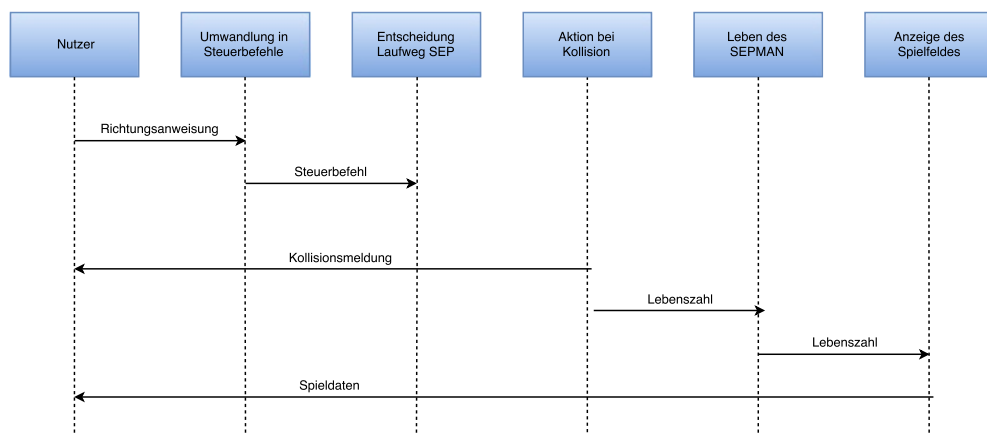 Nutzer
Umwandlung in
Steuerbefehle
Entscheidung
Laufweg SEP
Aktion bei
Kollision
Leben des
SEPMAN
Anzeige des
Spielfeldes
Richtungsanweisung
Steuerbefehl
Kollisionsmeldung
Lebenszahl
Lebenszahl
Spieldaten